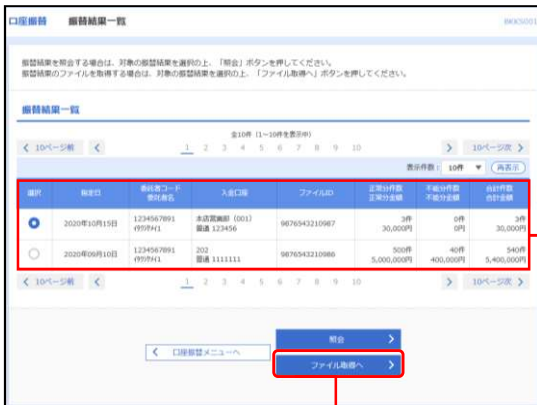 口座振替 振替結果一覧 BKKS001
振替結果を照会する場合は、対象の振替結果を選択の上、「照会」ボタンを押してください。
振替結果のファイルを取得する場合は、対象の振替結果を選択の上、「ファイル取得へ」ボタンを押してください。
振替結果一覧
全10件（1～10件を表示中）
< 10ページ前 < 1 2 3 4 5 6 7 8 9 10 > 10ページ次 >
表示件数： 10件 ▼ 再表示
選択 指定日 委託者コード 委託者名 入金口座 ファイルID 正常分件数 正常分金額 不能分件数 不能分金額 合計件数 合計金額
2020年10月15日 1234567891 本店営業部（001） 9876543210987 3件 0件 3件
普通 123456 30,000円 0円 30,000円
2020年09月10日 1234567891 202 9876543210986 500件 40件 540件
普通 1111111 5,000,000円 400,000円 5,400,000円
< 10ページ前 < 1 2 3 4 5 6 7 8 9 10 > 10ページ次 >
照会 >
< 口座振替メニューへ
ファイル取得へ >